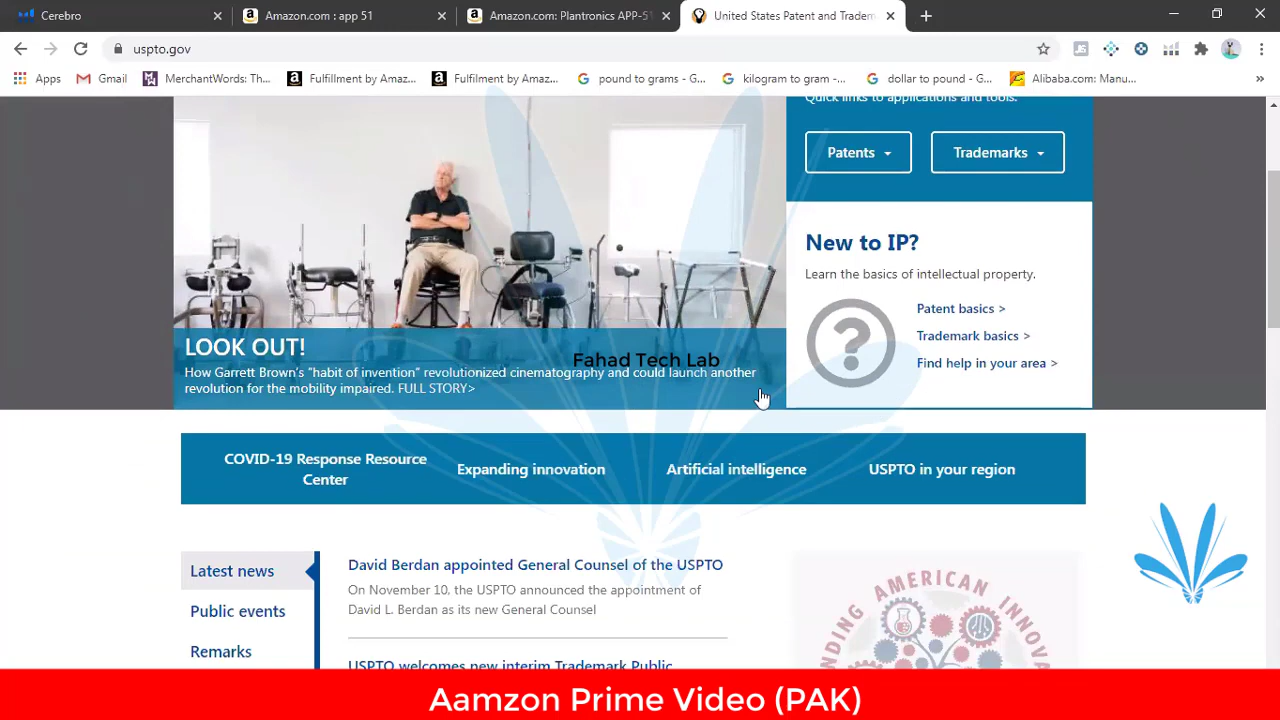 Cerebro
Amazon.com : app 51
Amazon.com: Plantronics APP-51
United States Patent and Tradem
uspto.gov
Apps
Gmail
MerchantWords: Th...
Fulfillment by Amaz...
Fulfilment by Amaz...
pound to grams - G...
kilogram to gram -...
dollar to pound - G...
Alibaba.com: Manu...
»
Quick links to applications and tools.
Patents
Trademarks
New to IP?
Learn the basics of intellectual property.
Patent basics >
Trademark basics >
Find help in your area >
LOOK OUT!
Fahad Tech Lab
How Garrett Brown's "habit of invention" revolutionized cinematography and could launch another
revolution for the mobility impaired. FULL STORY>
COVID-19 Response Resource
Center
Expanding innovation
Artificial intelligence
USPTO in your region
Latest news
Public events
Remarks
David Berdan appointed General Counsel of the USPTO
On November 10, the USPTO announced the appointment of
David L. Berdan as its new General Counsel
USPTO welcomes new interim Trademark Public
NDING AMERICAN INNOVA
Aamzon Prime Video (PAK)